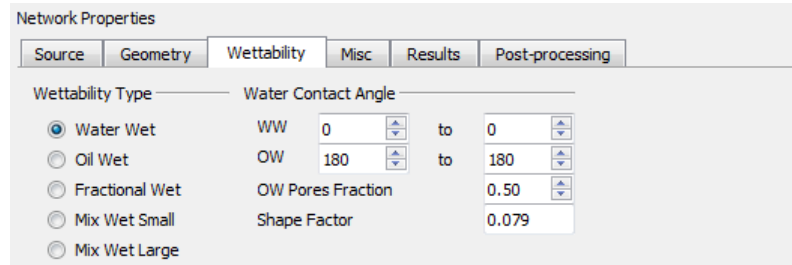 Network Properties
Source Geometry Wettability Misc Results Post-processing
Wettability Type Water Contact Angle
Water Wet WW 0 to 0
Oil Wet OW 180 to 180
Fractional Wet OW Pores Fraction 0.50
Mix Wet Small Shape Factor 0.079
Mix Wet Large